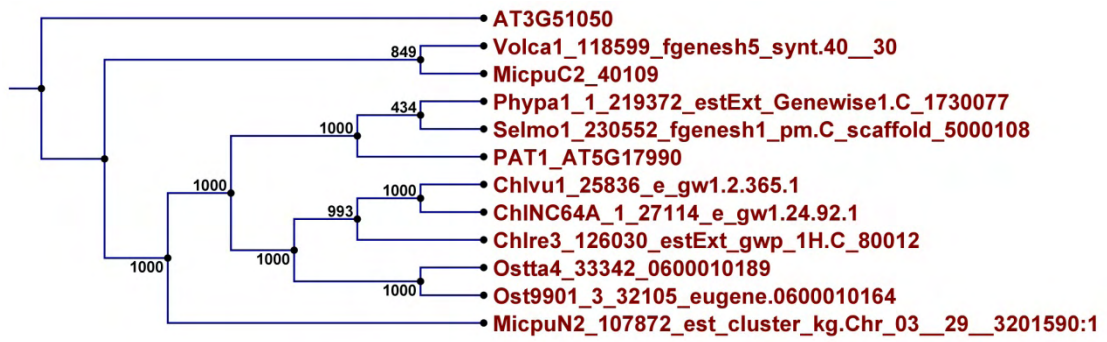 AT3G51050
849
Volca1_118599_fgenesh5_synt.40__30
MicpuC2_40109
434
Phypa1_1_219372_estExt_Genewise1.C_1730077
1000
Selmo1_230552_fgenesh1_pm.C_scaffold_5000108
PAT1_AT5G17990
1000
1000
Chlvu1_25836_e_gw1.2.365.1
993
ChlNC64A_1_27114_e_gw1.24.92.1
Chlre3_126030_estExt_gwp_1H.C_80012
1000
1000
Ostta4_33342_0600010189
1000
Ost9901_3_32105_eugene.0600010164
MicpuN2_107872_est_cluster_kg.Chr_03__29__3201590:1